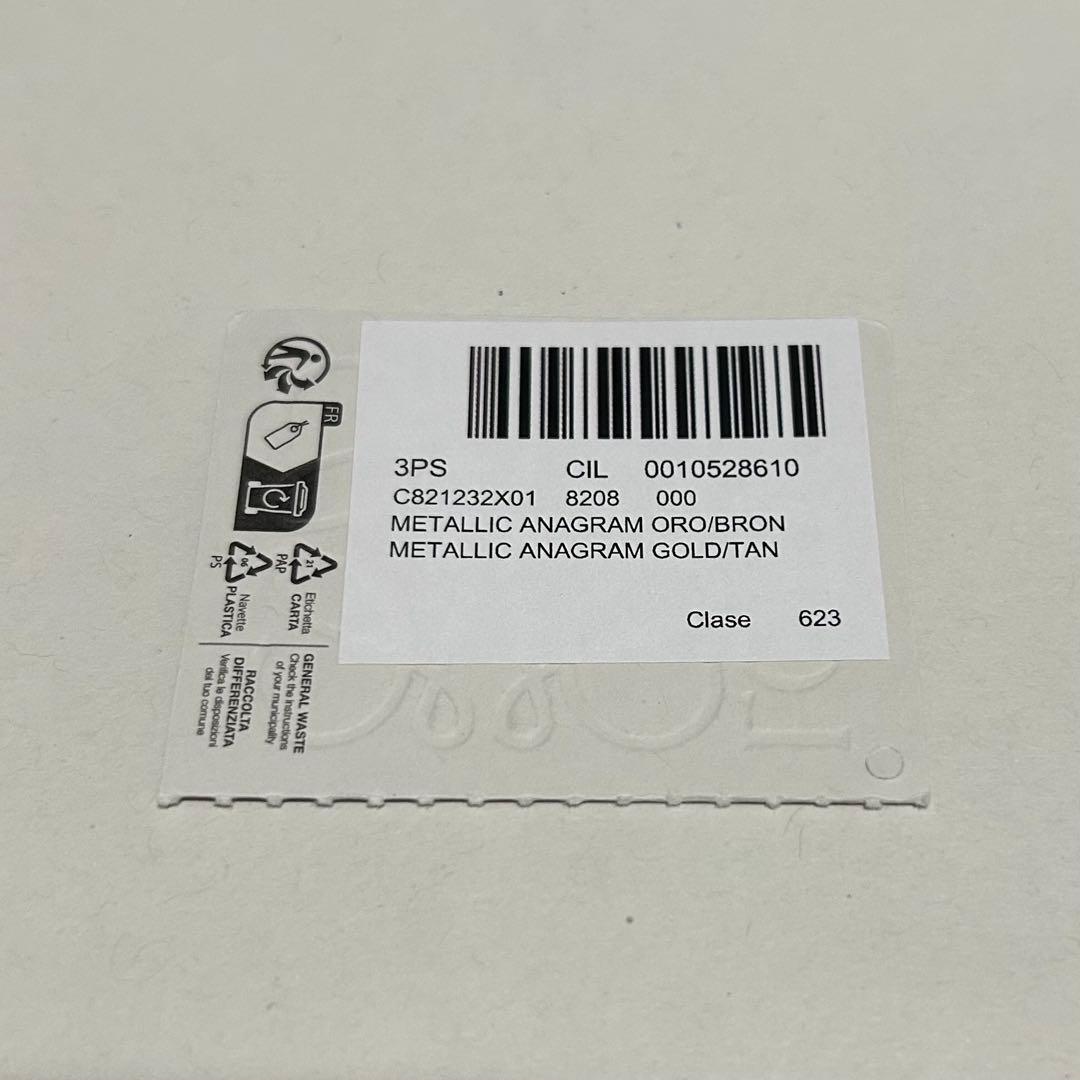 3PS CIL 0010528610
C821232X01 8208 000
METALLIC ANAGRAM ORO/BRON
METALLIC ANAGRAM GOLD/TAN
Clase 623
FR
21
PAP
Etichetta
CARTA
06
PS
Navette
PLASTICA
GENERAL WASTE
Check the instructions
of your municipality
RACCOLTA
DIFFERENZIATA
Verifica le disposizioni
del tuo comune